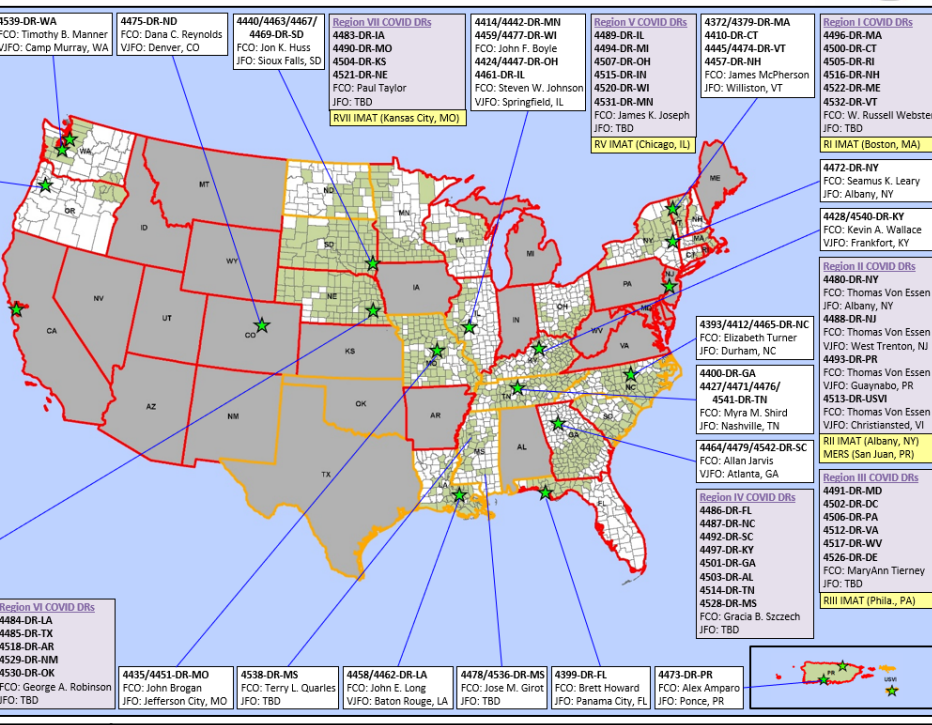 4539-DR-WA
FCO: Timothy B. Manner
VJFO: Camp Murray, WA
4475-DR-ND
FCO: Dana C. Reynolds
VJFO: Denver, CO
4440/4463/4467/
4469-DR-SD
FCO: Jon K. Huss
JFO: Sioux Falls, SD
Region VII COVID DRs
4483-DR-IA
4490-DR-MO
4504-DR-KS
4521-DR-NE
FCO: Paul Taylor
JFO: TBD
RVII IMAT (Kansas City, MO)
4414/4442-DR-MN
4459/4477-DR-WI
FCO: John F. Boyle
4424/4447-DR-OH
4461-DR-IL
FCO: Steven W. Johnson
VJFO: Springfield, IL
Region V COVID DRs
4489-DR-IL
4494-DR-MI
4507-DR-OH
4515-DR-IN
4520-DR-WI
4531-DR-MN
FCO: James K. Joseph
JFO: TBD
RV IMAT (Chicago, IL)
4372/4379-DR-MA
4410-DR-CT
4445/4474-DR-VT
4457-DR-NH
FCO: James McPherson
JFO: Williston, VT
Region I COVID DRs
4496-DR-MA
4500-DR-CT
4505-DR-RI
4516-DR-NH
4522-DR-ME
4532-DR-VT
FCO: W. Russell Webster
JFO: TBD
RI IMAT (Boston, MA)
4472-DR-NY
FCO: Seamus K. Leary
JFO: Albany, NY
4428/4540-DR-KY
FCO: Kevin A. Wallace
VJFO: Frankfort, KY
Region II COVID DRs
4480-DR-NY
FCO: Thomas Von Essen
JFO: Albany, NY
4488-DR-NJ
FCO: Thomas Von Essen
VJFO: West Trenton, NJ
4493-DR-PR
FCO: Thomas Von Essen
VJFO: Guaynabo, PR
4513-DR-USVI
FCO: Thomas Von Essen
VJFO: Christiansted, VI
RII IMAT (Albany, NY)
MERS (San Juan, PR)
4393/4412/4465-DR-NC
FCO: Elizabeth Turner
JFO: Durham, NC
4400-DR-GA
4427/4471/4476/
4541-DR-TN
FCO: Myra M. Shird
JFO: Nashville, TN
4464/4479/4542-DR-SC
FCO: Allan Jarvis
VJFO: Atlanta, GA
Region IV COVID DRs
4486-DR-FL
4487-DR-NC
4492-DR-SC
4497-DR-KY
4501-DR-GA
4503-DR-AL
4514-DR-TN
4528-DR-MS
FCO: Gracia B. Szczech
JFO: TBD
Region III COVID DRs
4491-DR-MD
4502-DR-DC
4506-DR-PA
4512-DR-VA
4517-DR-WV
4526-DR-DE
FCO: MaryAnn Tierney
JFO: TBD
RIII IMAT (Phila., PA)
WA
OR
MT
ID
WY
NV
UT
CA
CO
AZ
NM
ND
SD
NE
KS
OK
TX
MN
IA
MO
AR
LA
WI
IL
MS
MI
IN
OH
KY
TN
AL
GA
FL
SC
NC
VA
WV
PA
MD
NJ
NY
CT
MA
VT
NH
ME
Region VI COVID DRs
4484-DR-LA
4485-DR-TX
4518-DR-AR
4529-DR-NM
4530-DR-OK
FCO: George A. Robinson
JFO: TBD
4435/4451-DR-MO
FCO: John Brogan
JFO: Jefferson City, MO
4538-DR-MS
FCO: Terry L. Quarles
JFO: TBD
4458/4462-DR-LA
FCO: John E. Long
VJFO: Baton Rouge, LA
4478/4536-DR-MS
FCO: Jose M. Girot
JFO: TBD
4399-DR-FL
FCO: Brett Howard
JFO: Panama City, FL
4473-DR-PR
FCO: Alex Amparo
JFO: Ponce, PR
PR
USVI